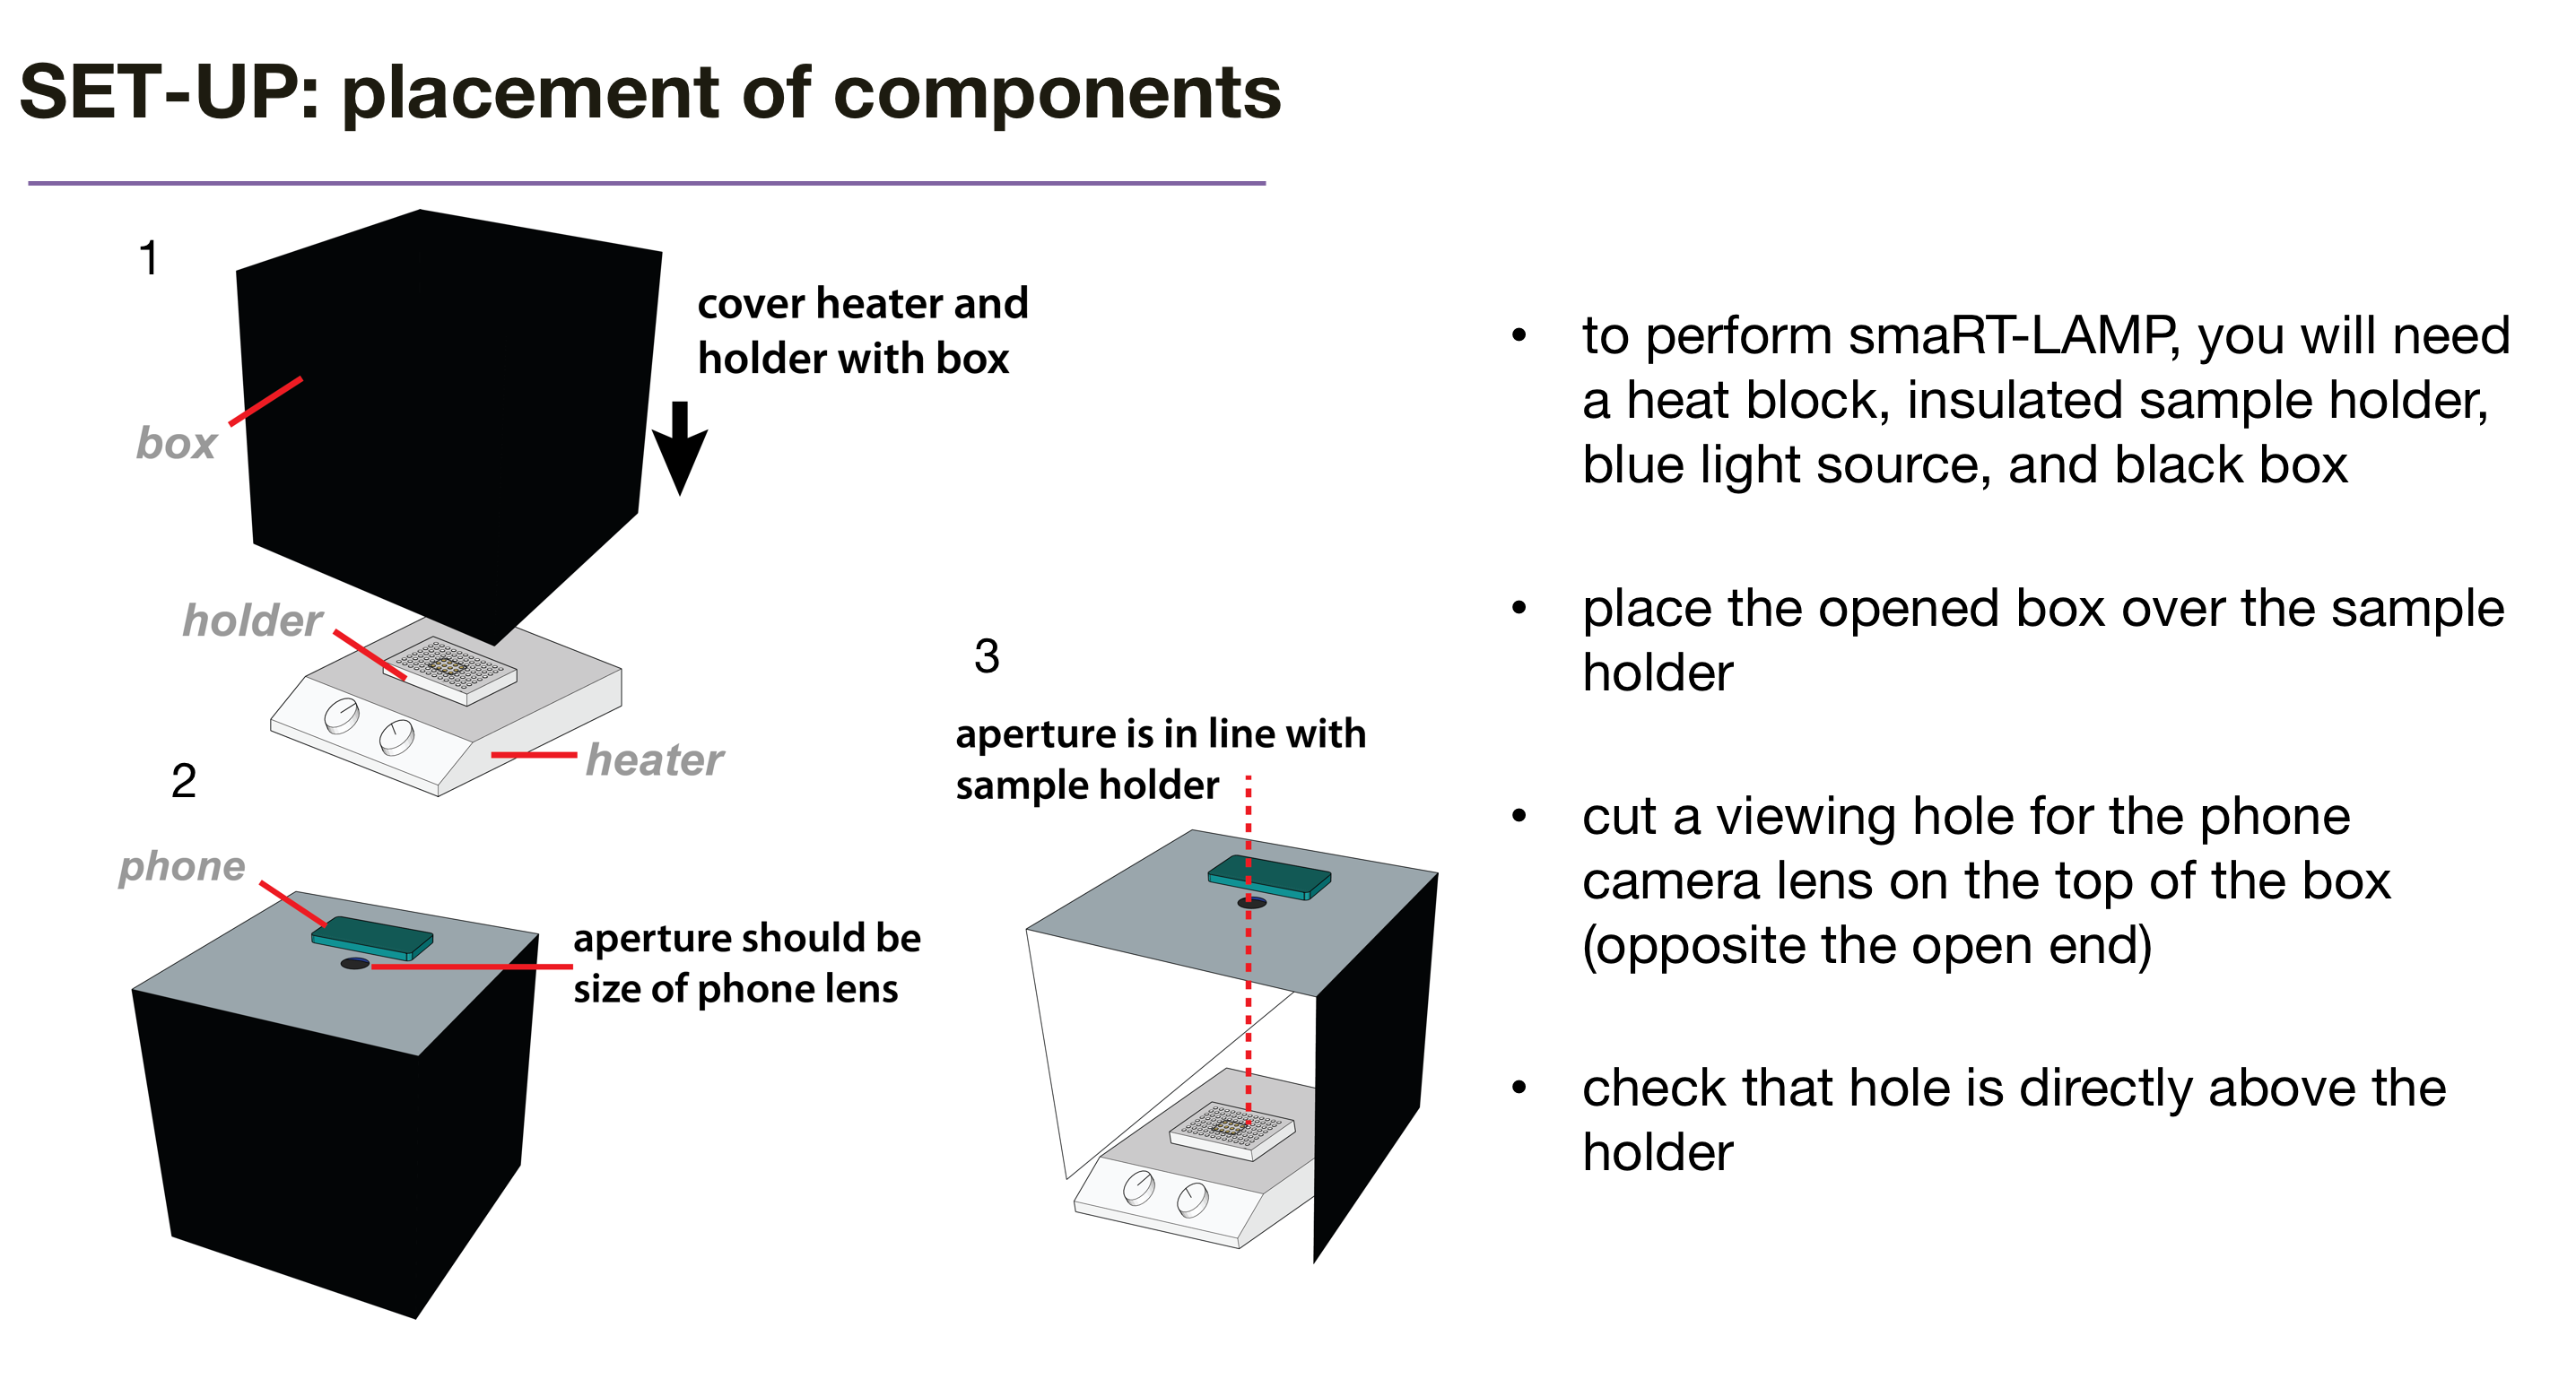 SET-UP: placement of components
1
cover heater and
holder with box
box
holder
heater
2
phone
aperture should be
size of phone lens
3
aperture is in line with
sample holder
• to perform smaRT-LAMP, you will need
a heat block, insulated sample holder,
blue light source, and black box
• place the opened box over the sample
holder
• cut a viewing hole for the phone
camera lens on the top of the box
(opposite the open end)
• check that hole is directly above the
holder